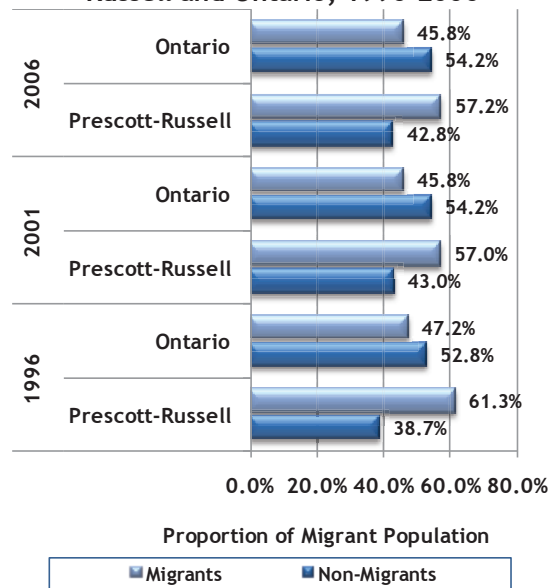 Russell and Ontario, 1996-2006
2006
Ontario
45.8%
54.2%
Prescott-Russell
57.2%
42.8%
2001
Ontario
45.8%
54.2%
Prescott-Russell
57.0%
43.0%
1996
Ontario
47.2%
52.8%
Prescott-Russell
61.3%
38.7%
0.0% 20.0% 40.0% 60.0% 80.0%
Proportion of Migrant Population
Migrants Non-Migrants